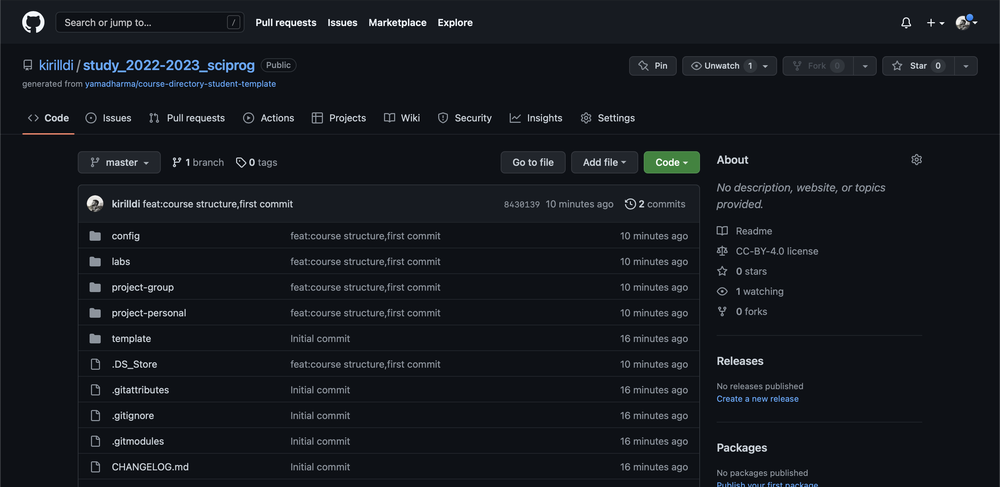 Search or jump to... /
Pull requests Issues Marketplace Explore
kirilldi / study_2022-2023_sciprog Public
Pin Unwatch 1 Fork 0 Star 0
generated from yamadharma/course-directory-student-template
Code Issues Pull requests Actions Projects Wiki Security Insights Settings
master 1 branch 0 tags Go to file Add file Code
kirilldi feat:course structure,first commit 8430139 10 minutes ago 2 commits
config feat:course structure,first commit 10 minutes ago
labs feat:course structure,first commit 10 minutes ago
project-group feat:course structure,first commit 10 minutes ago
project-personal feat:course structure,first commit 10 minutes ago
template Initial commit 16 minutes ago
.DS_Store feat:course structure,first commit 10 minutes ago
.gitattributes Initial commit 16 minutes ago
.gitignore Initial commit 16 minutes ago
.gitmodules Initial commit 16 minutes ago
CHANGELOG.md Initial commit 16 minutes ago
About
No description, website, or topics
provided.
Readme
CC-BY-4.0 license
0 stars
1 watching
0 forks
Releases
No releases published
Create a new release
Packages
No packages published
Publish your first package